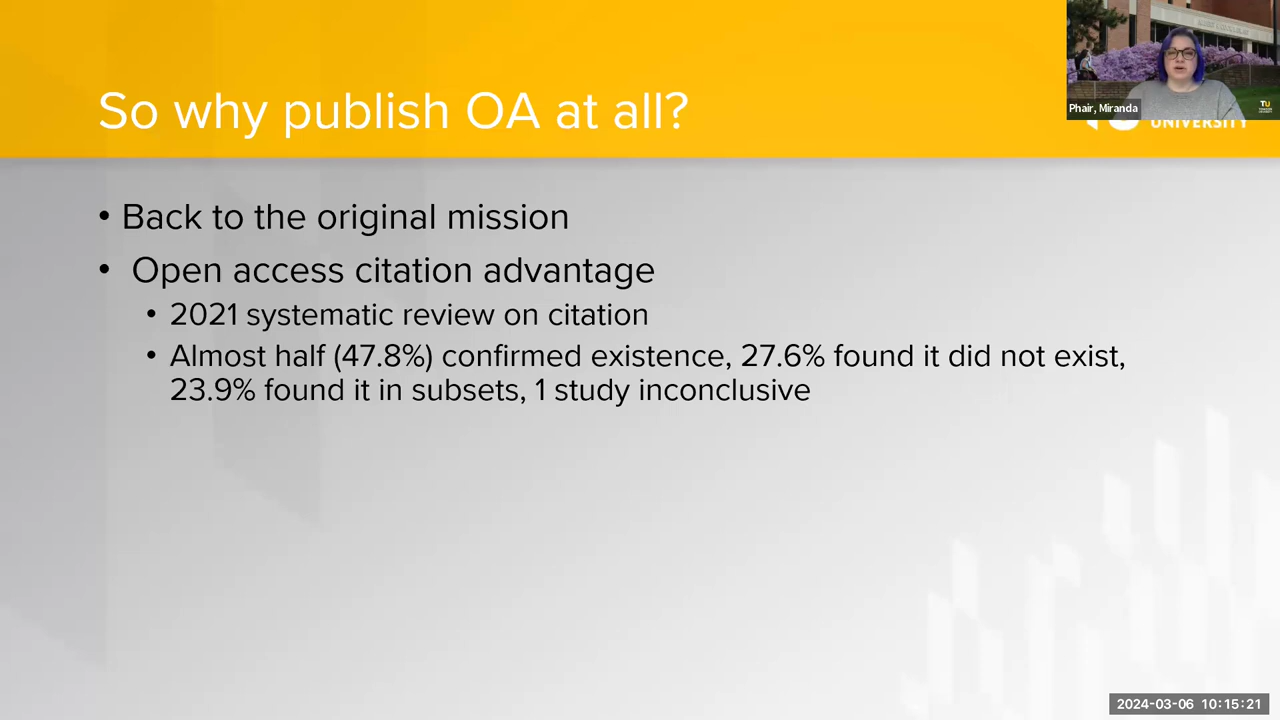 So why publish OA at all?
Phair, Miranda
TU
UNIVERSITY
• Back to the original mission
• Open access citation advantage
• 2021 systematic review on citation
• Almost half (47.8%) confirmed existence, 27.6% found it did not exist,
23.9% found it in subsets, 1 study inconclusive
2024-03-06 10:15:21